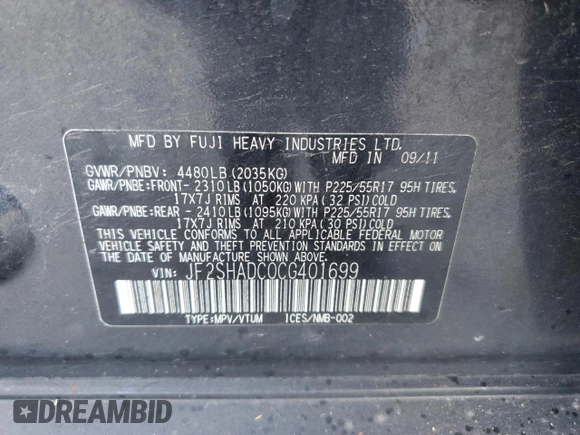 MFD BY FUJI HEAVY INDUSTRIES LTD.
MFD IN 09/11
GVWR/PNBV: 4480LB (2035KG)
GAWR/PNBE:FRONT- 2310LB (1050KG) WITH P225/55R17 95H TIRES,
17X7J RIMS AT 220 KPA (32 PSI) COLD
GAWR/PNBE:REAR - 2410LB (1095KG) WITH P225/55R17 95H TIRES,
17X7J RIMS AT 210 KPA (30 PSI) COLD
THIS VEHICLE CONFORMS TO ALL APPLICABLE FEDERAL MOTOR
VEHICLE SAFETY AND THEFT PREVENTION STANDARDS IN EFFECT ON
THE DATE OF MANUFACTURE SHOWN ABOVE.
VIN: JF2SHADC0CG401699
TYPE:MPV/VTUM ICES/NMB-002
DREAMBID